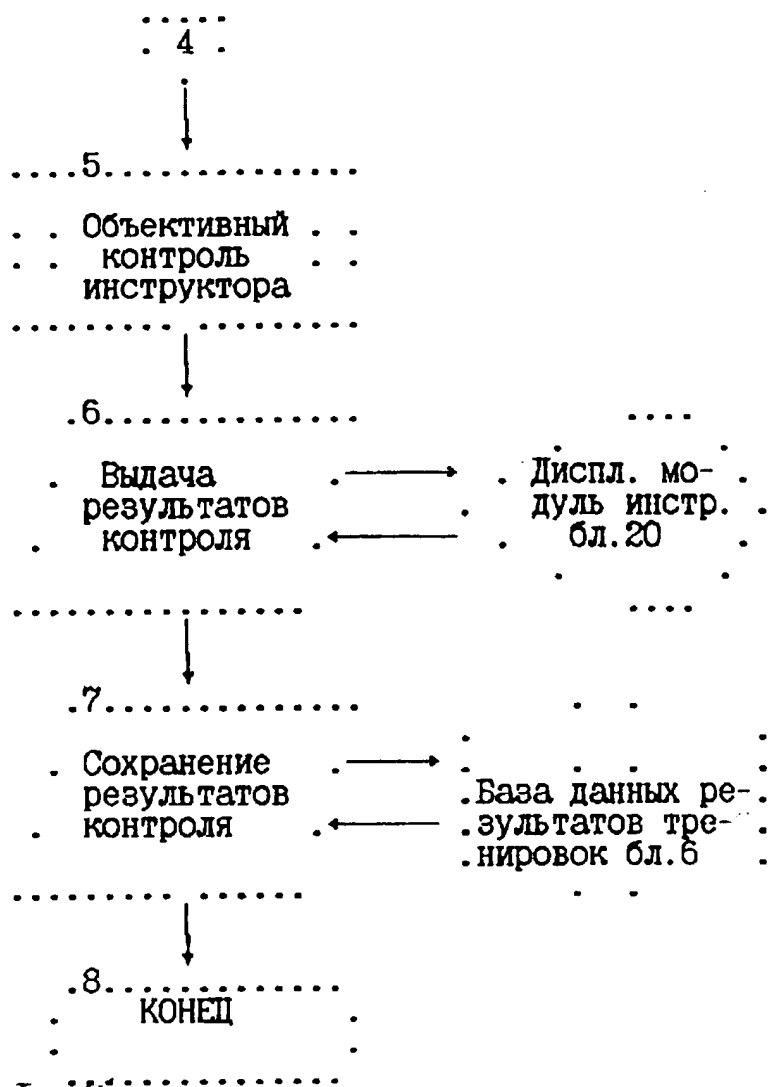 4
5
Объективный
контроль
инструктора
6
Выдача
результатов
контроля
Диспл. мо-
дуль инстр.
бл.20
7
Сохранение
результатов
контроля
База данных ре-
зультатов тре-
нировок бл.6
8
КОНЕЦ